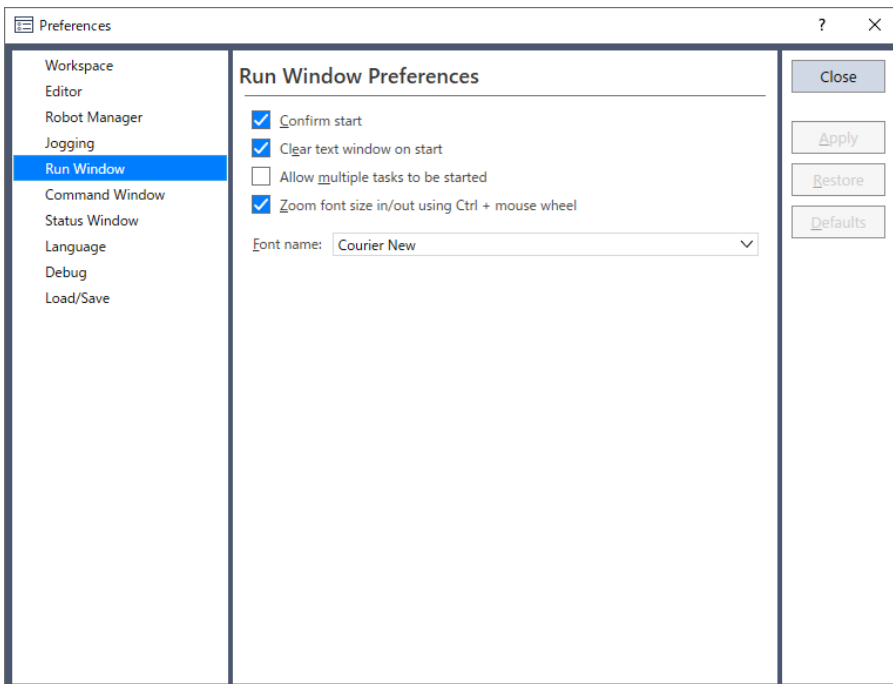 Preferences
?
Workspace
Editor
Robot Manager
Jogging
Run Window
Command Window
Status Window
Language
Debug
Load/Save
Run Window Preferences
Confirm start
Clear text window on start
Allow multiple tasks to be started
Zoom font size in/out using Ctrl + mouse wheel
Font name: Courier New
Close
Apply
Restore
Defaults